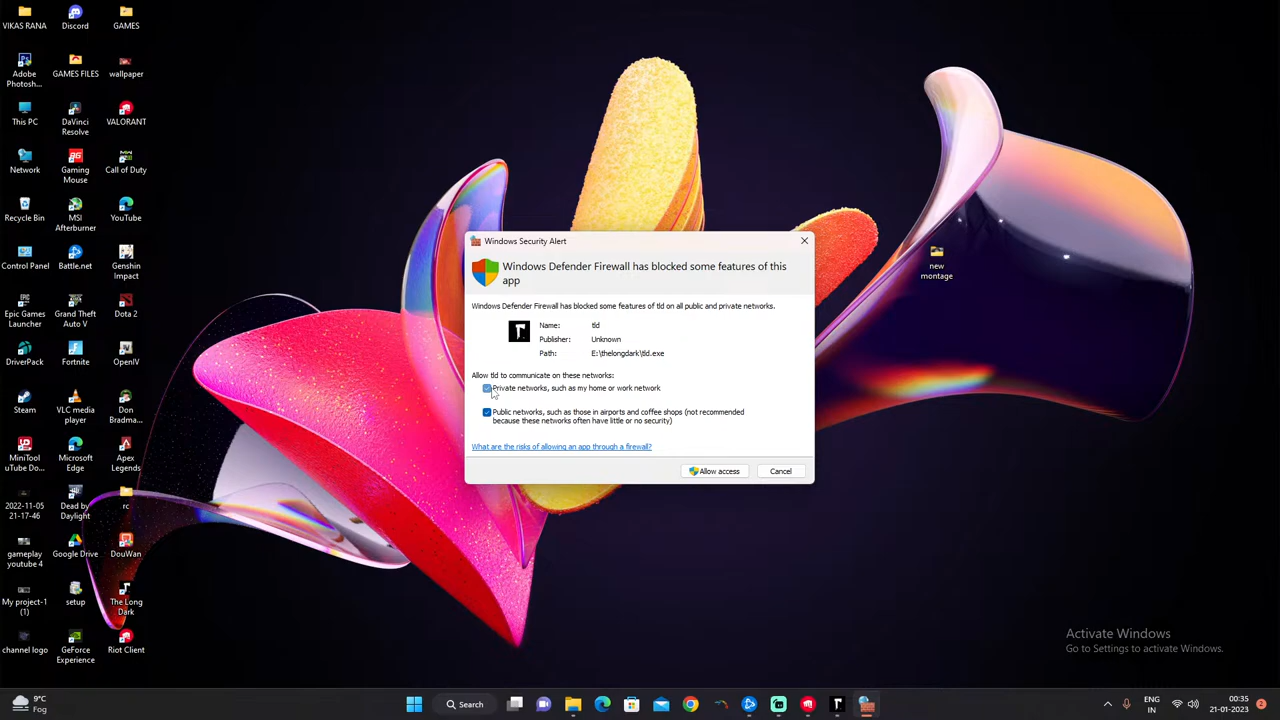 VIKAS RANA
Discord
GAMES
Adobe
Photosh...
GAMES FILES
wallpaper
This PC
DaVinci
Resolve
VALORANT
Network
Gaming
Mouse
Call of Duty
Recycle Bin
MSI
Afterburner
YouTube
Control Panel
Battle.net
Genshin
Impact
Epic Games
Launcher
Grand Theft
Auto V
Dota 2
DriverPack
Fortnite
OpenIV
Steam
VLC media
player
Don
Bradma...
MiniTool
uTube Do...
Microsoft
Edge
Apex
Legends
2022-11-05
21-17-46
Dead by
Daylight
rc
gameplay
youtube 4
Google Drive
DouWan
My project-1
(1)
setup
The Long
Dark
channel logo
GeForce
Experience
Riot Client
new
montage
Windows Security Alert
Windows Defender Firewall has blocked some features of this
app
Windows Defender Firewall has blocked some features of tld on all public and private networks.
Name: tld
Publisher: Unknown
Path: E:\thelongdark\tld.exe
Allow tld to communicate on these networks:
Private networks, such as my home or work network
Public networks, such as those in airports and coffee shops (not recommended
because these networks often have little or no security)
What are the risks of allowing an app through a firewall?
Allow access
Cancel
Activate Windows
Go to Settings to activate Windows.
9°C
Fog
Search
ENG
IN
00:35
21-01-2023
2